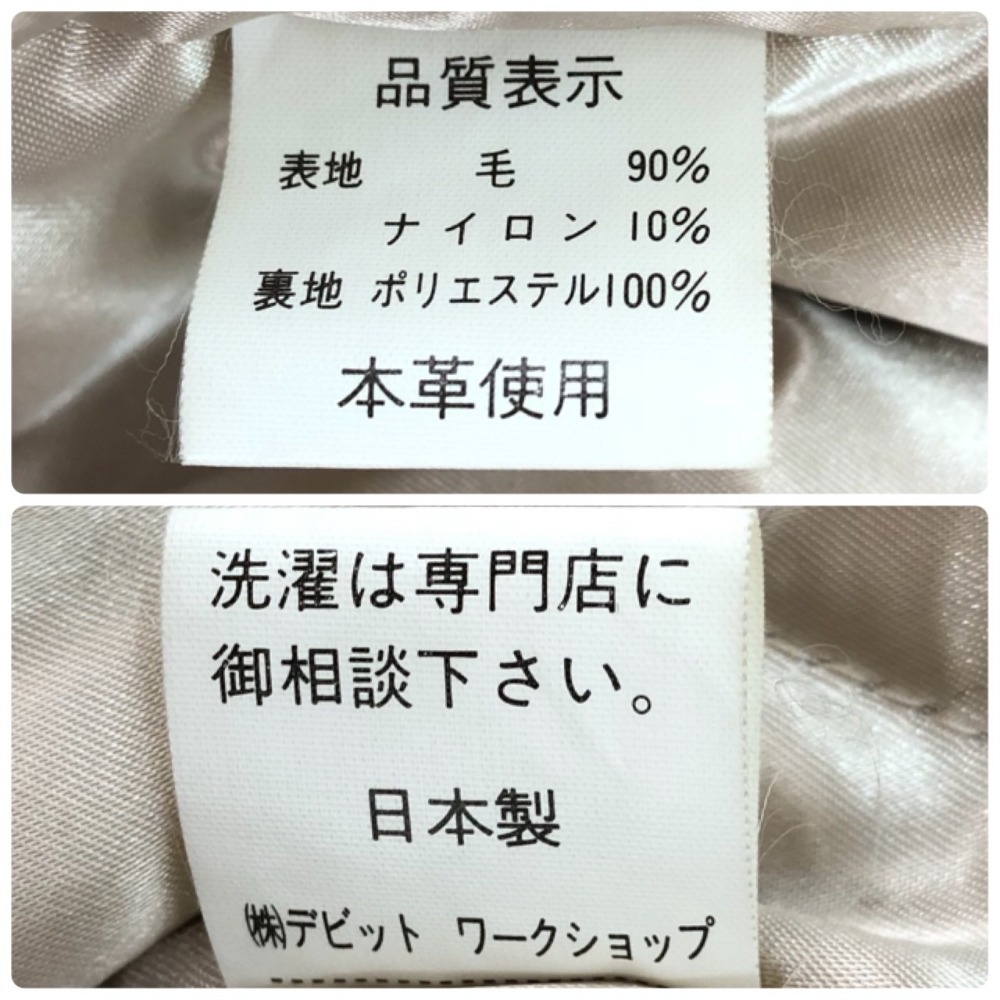 品質表示
表地 毛 90%
ナイロン 10%
裏地 ポリエステル100%
本革使用
洗濯は専門店に
御相談下さい。
日本製
㈱デビット ワークショップ